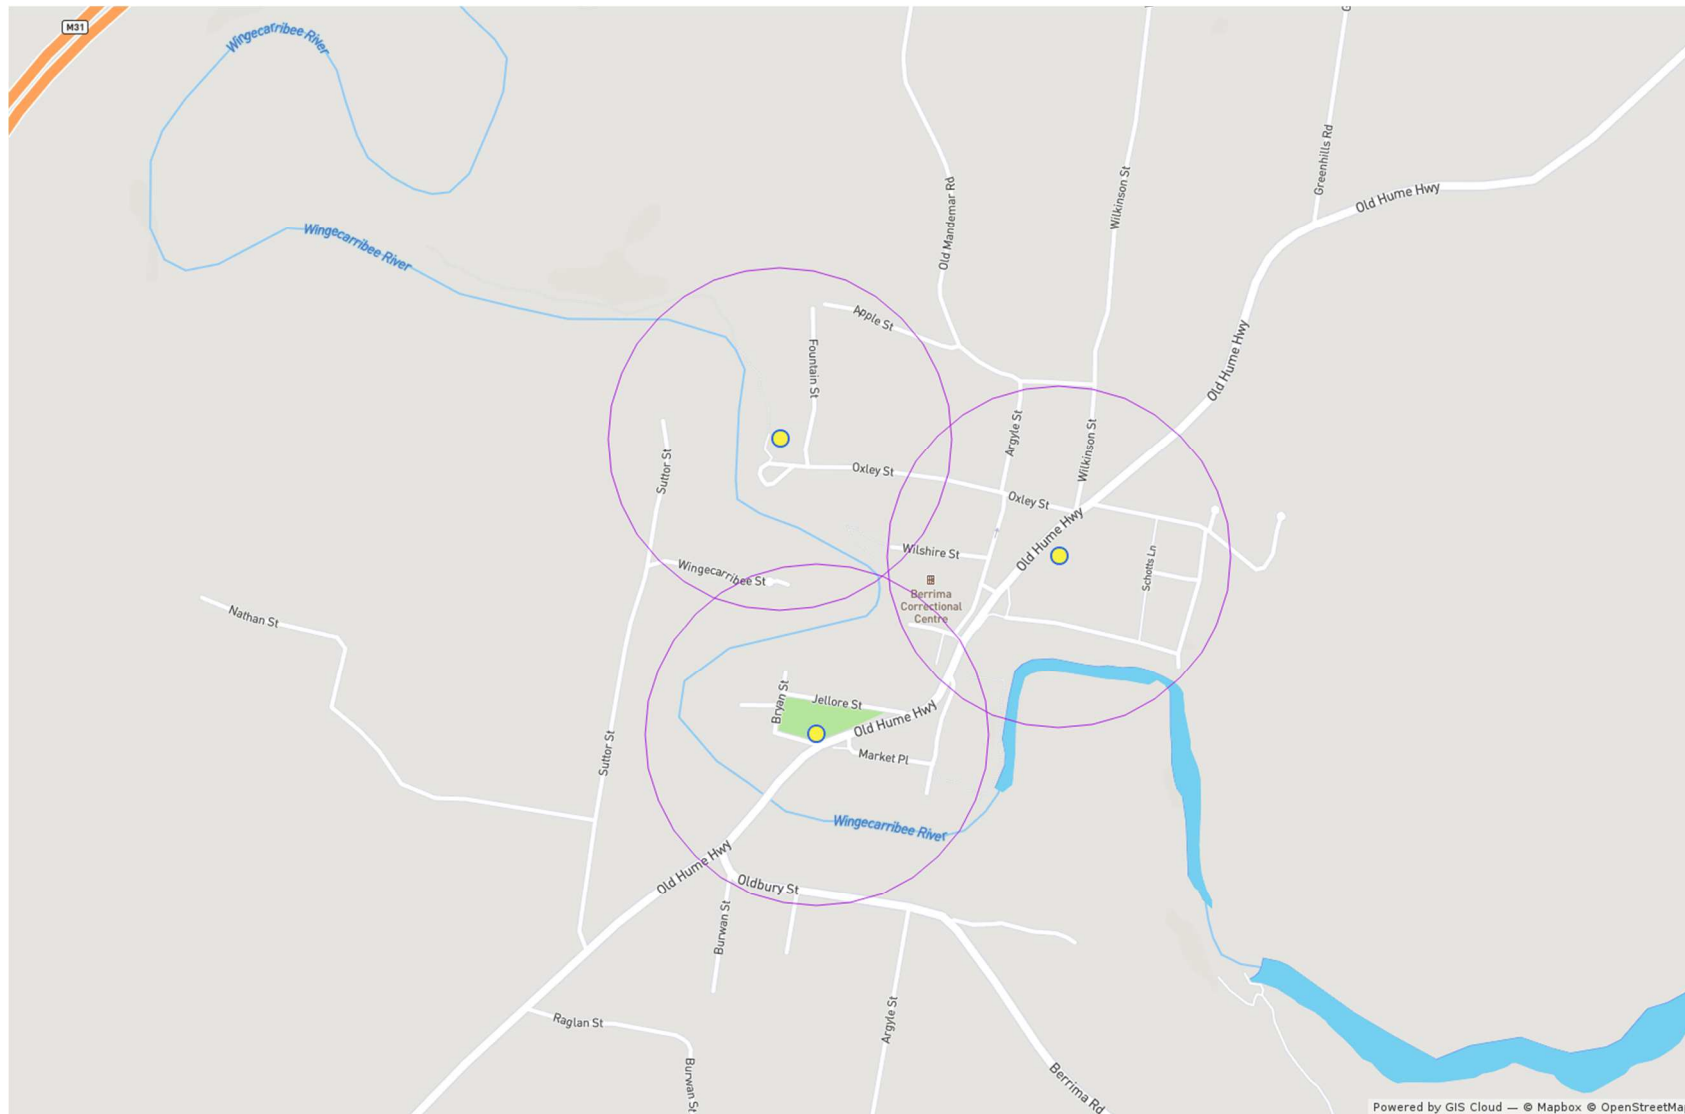 M31
Wingecarribee River
Wingecarribee River
Greenhills Rd
Old Hume Hwy
Wilkinson St
Old Mandemar Rd
Apple St
Fountain St
Old Hume Hwy
Argyle St
Wilkinson St
Suttor St
Oxley St
Oxley St
Old Hume Hwy
Wilshire St
Schotts Ln
Wingecarribee St
Berrima
Correctional
Centre
Nathan St
Bryan St
Jellore St
Old Hume Hwy
Suttor St
Market Pl
Wingecarribee River
Old Hume Hwy
Oldbury St
Burwan St
Argyle St
Raglan St
Burwan St
Berrima Rd
Powered by GIS Cloud — © Mapbox © OpenStreetMa